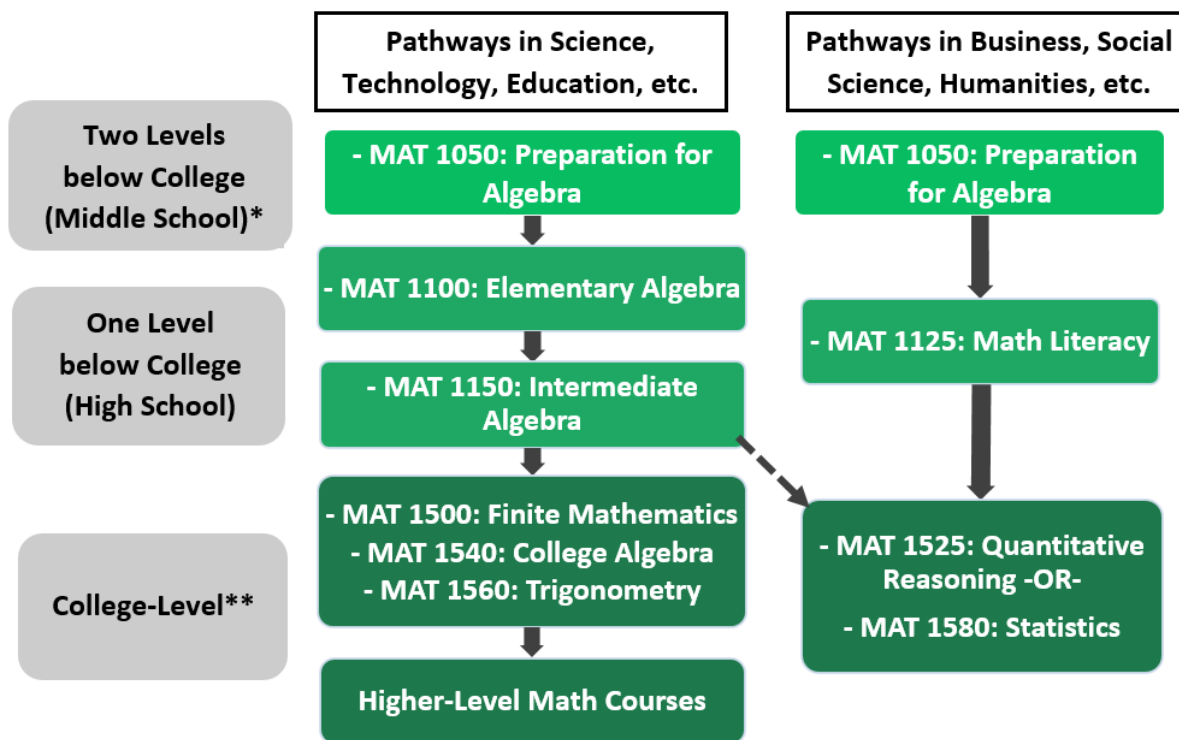 Pathways in Science,
Technology, Education, etc.
Pathways in Business, Social
Science, Humanities, etc.
Two Levels
below College
(Middle School)*
- MAT 1050: Preparation for
Algebra
- MAT 1050: Preparation
for Algebra
- MAT 1100: Elementary Algebra
One Level
below College
(High School)
- MAT 1125: Math Literacy
- MAT 1150: Intermediate
Algebra
College-Level**
- MAT 1500: Finite Mathematics
- MAT 1540: College Algebra
- MAT 1560: Trigonometry
- MAT 1525: Quantitative
Reasoning -OR-
- MAT 1580: Statistics
Higher-Level Math Courses